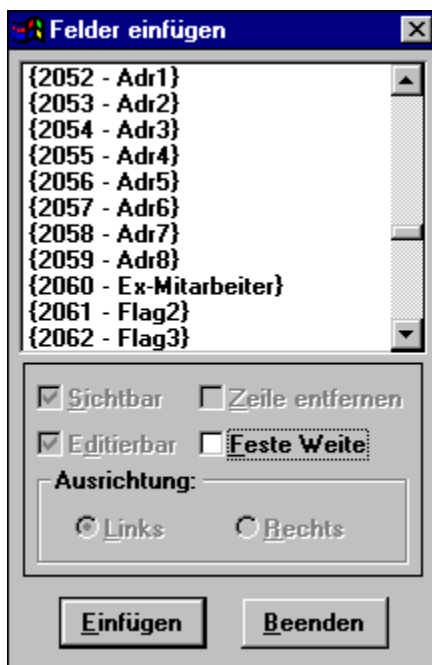 Felder einfügen
{2052 - Adr1}
{2053 - Adr2}
{2054 - Adr3}
{2055 - Adr4}
{2056 - Adr5}
{2057 - Adr6}
{2058 - Adr7}
{2059 - Adr8}
{2060 - Ex-Mitarbeiter}
{2061 - Flag2}
{2062 - Flag3}
Sichtbar Zeile entfernen
Editierbar Feste Weite
Ausrichtung:
Links Rechts
Einfügen Beenden